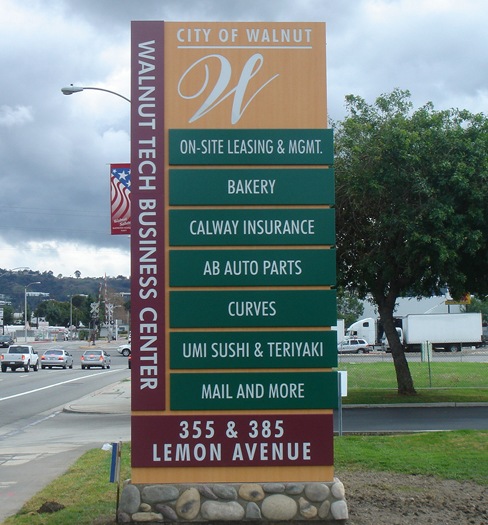 CITY OF WALNUT
W
WALNUT TECH BUSINESS CENTER
ON-SITE LEASING & MGMT.
BAKERY
CALWAY INSURANCE
AB AUTO PARTS
CURVES
UMI SUSHI & TERIYAKI
MAIL AND MORE
355 & 385
LEMON AVENUE